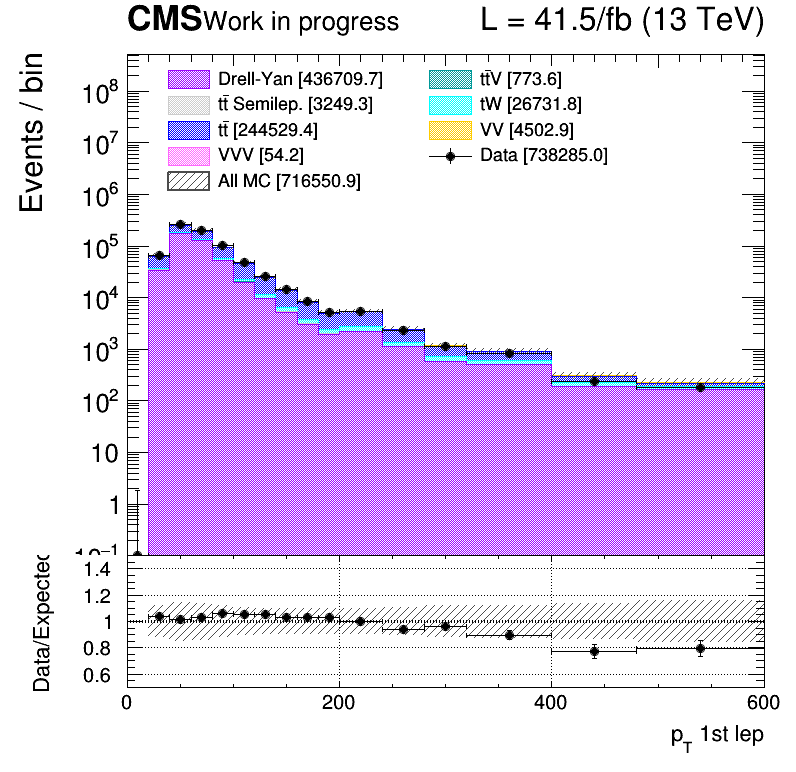 CMS Work in progress L = 41.5/fb (13 TeV)
Events / bin
Drell-Yan [436709.7]
tt̄ Semilep. [3249.3]
tt̄ [244529.4]
VVV [54.2]
All MC [716550.9]
tt̄V [773.6]
tW [26731.8]
VV [4502.9]
Data [738285.0]
10⁸
10⁷
10⁶
10⁵
10⁴
10³
10²
10
1
10⁻¹
Data/Expected
1.4
1.2
1
0.8
0.6
0 200 400 600
p_T 1st lep